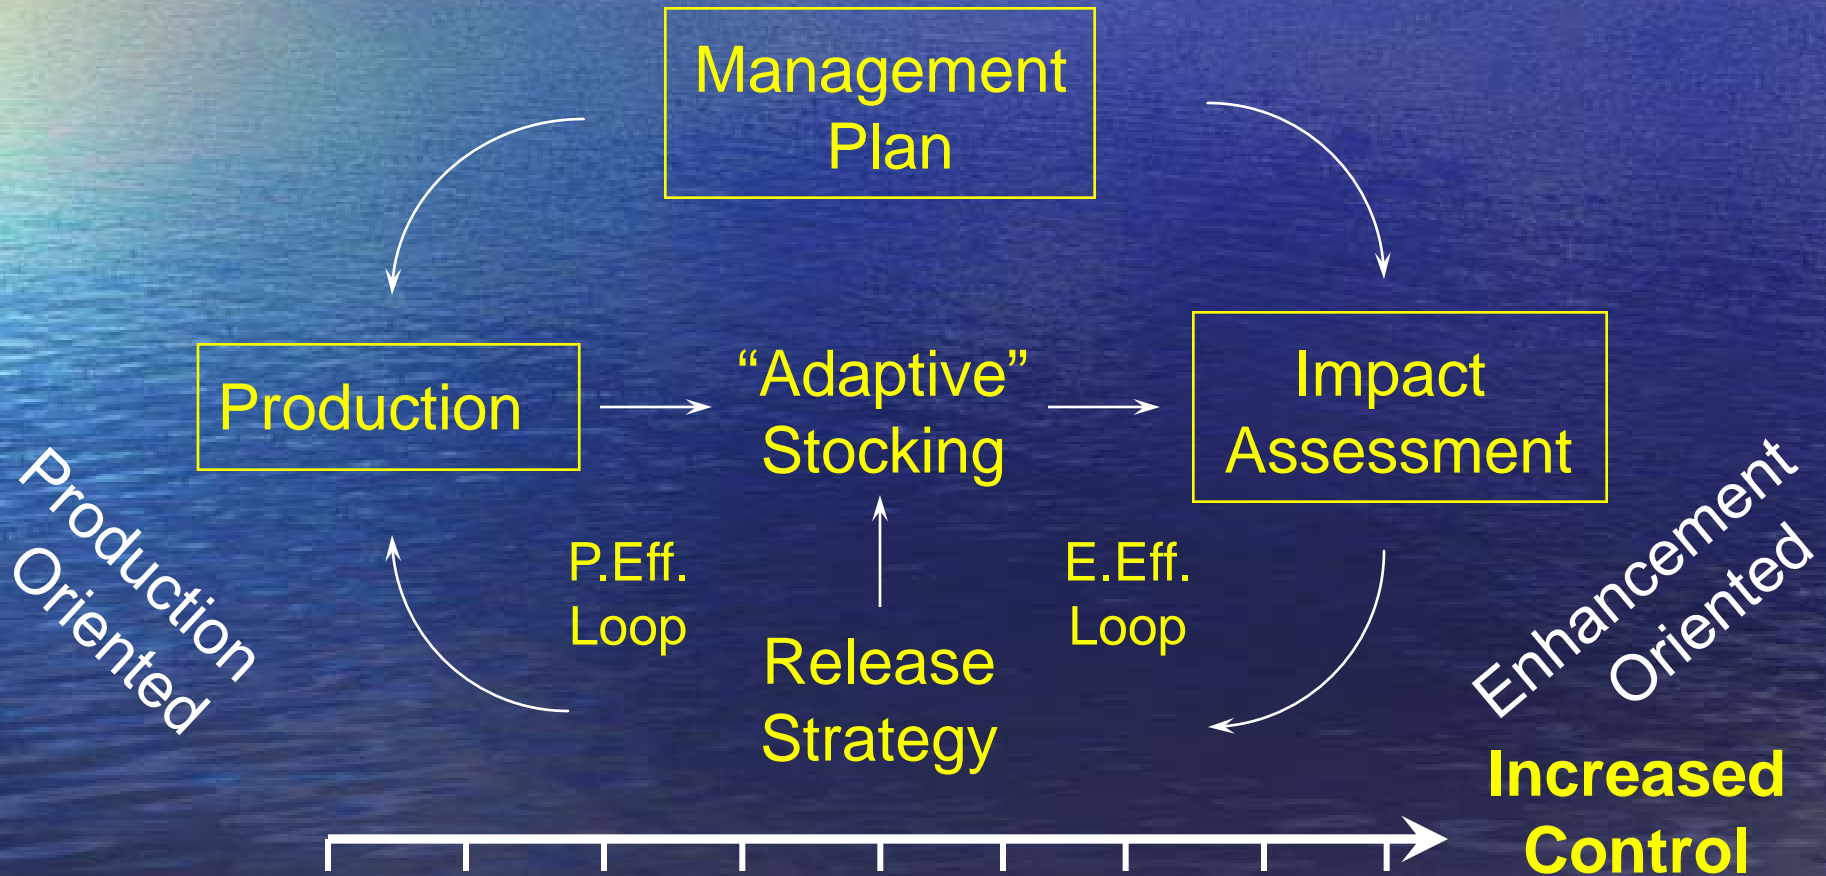 Management
Plan
Production
“Adaptive”
Stocking
Impact
Assessment
Production
Oriented
P.Eff.
Loop
E.Eff.
Loop
Release
Strategy
Enhancement
Oriented
Increased
Control